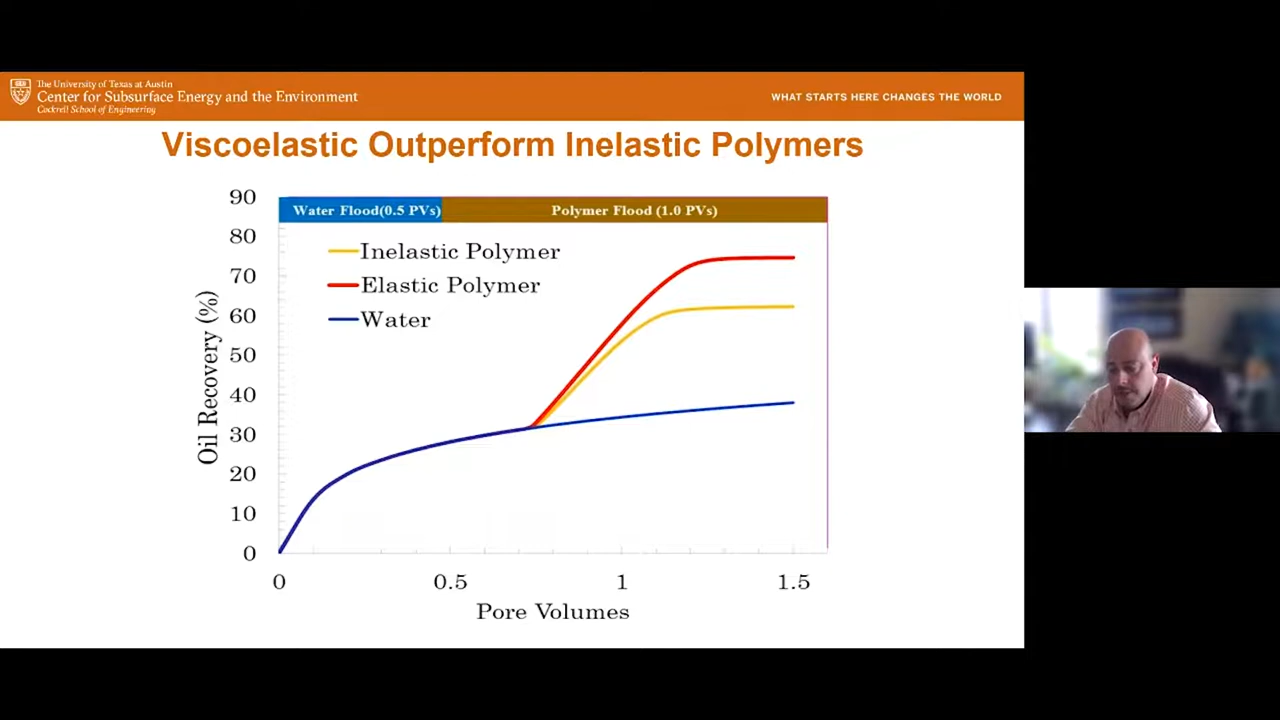 The University of Texas at Austin
Center for Subsurface Energy and the Environment
Cockrell School of Engineering
WHAT STARTS HERE CHANGES THE WORLD
Viscoelastic Outperform Inelastic Polymers
Water Flood(0.5 PVs)
Polymer Flood (1.0 PVs)
Inelastic Polymer
Elastic Polymer
Water
Oil Recovery (%)
90
80
70
60
50
40
30
20
10
0
0
0.5
1
1.5
Pore Volumes